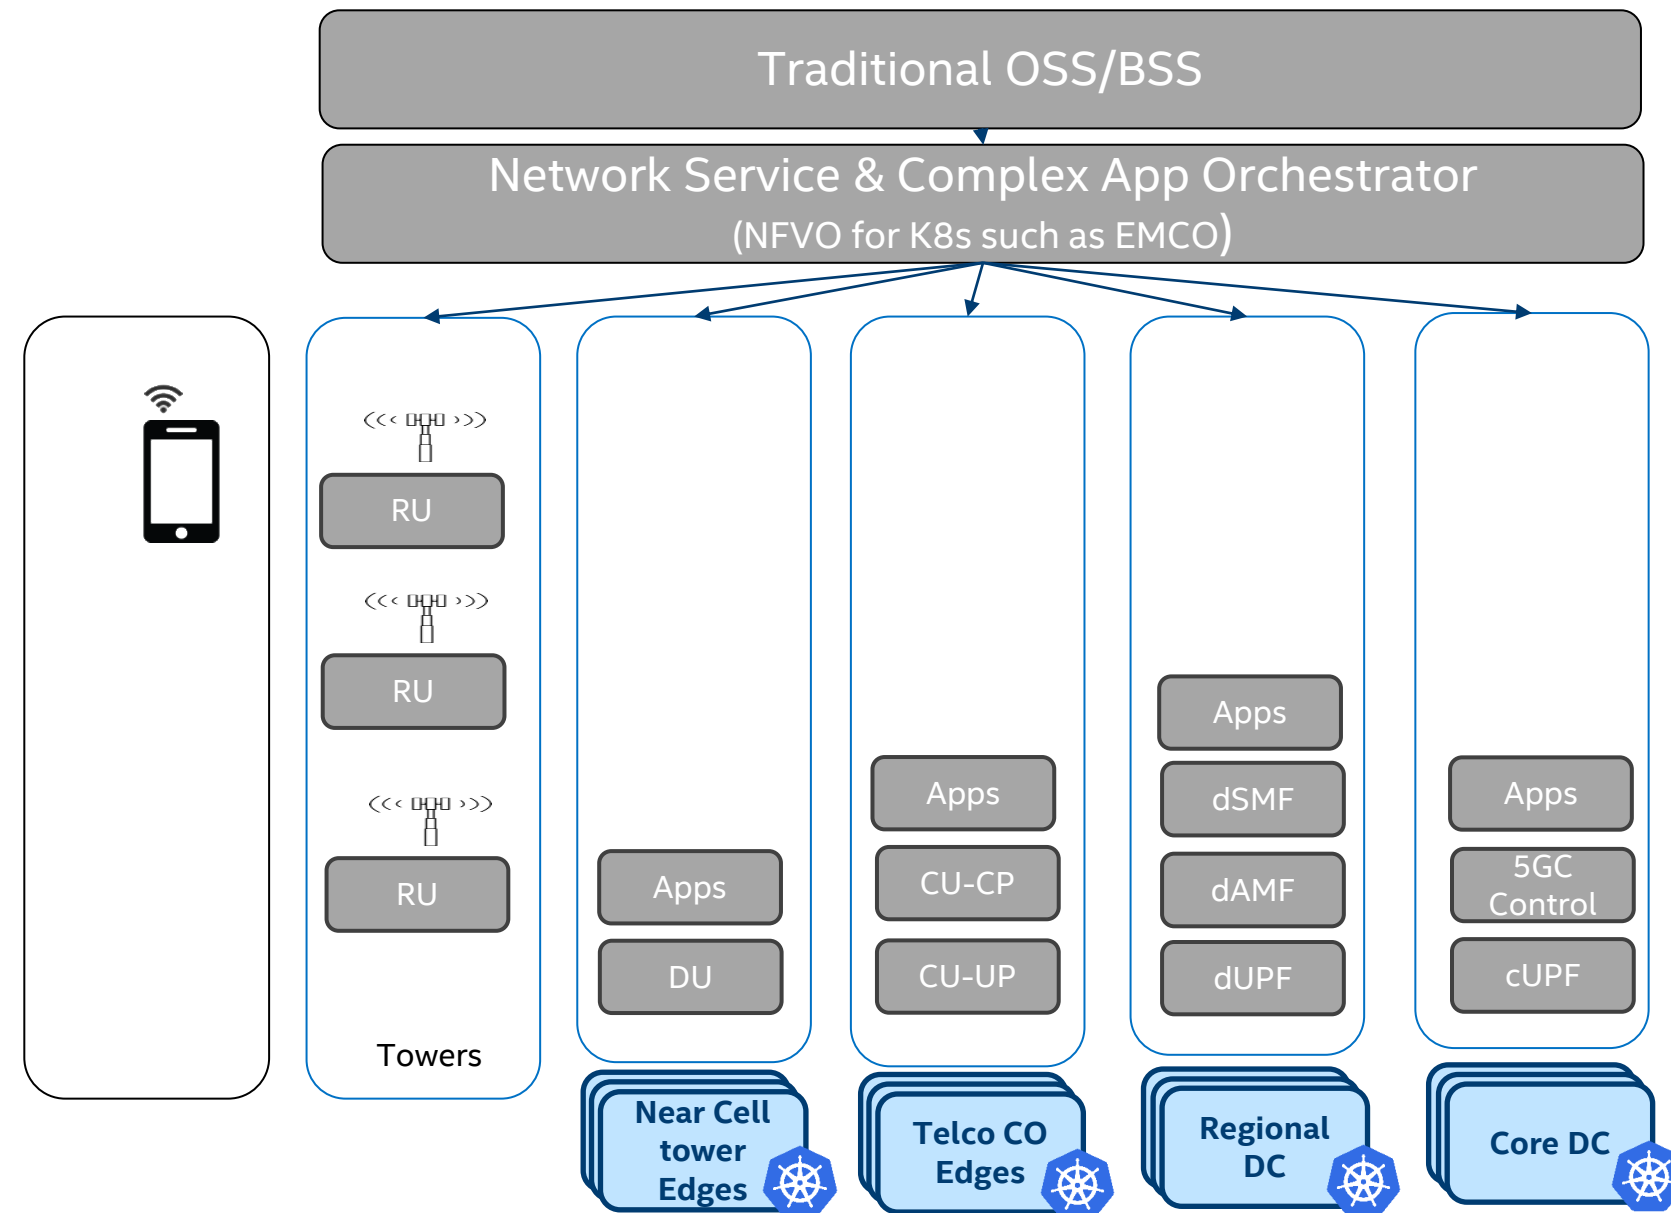 Traditional OSS/BSS
Network Service & Complex App Orchestrator
(NFVO for K8s such as EMCO)
RU
RU
RU
Towers
Apps
DU
Near Cell
tower
Edges
Apps
CU-CP
CU-UP
Telco CO
Edges
Apps
dSMF
dAMF
dUPF
Regional
DC
Apps
5GC
Control
cUPF
Core DC